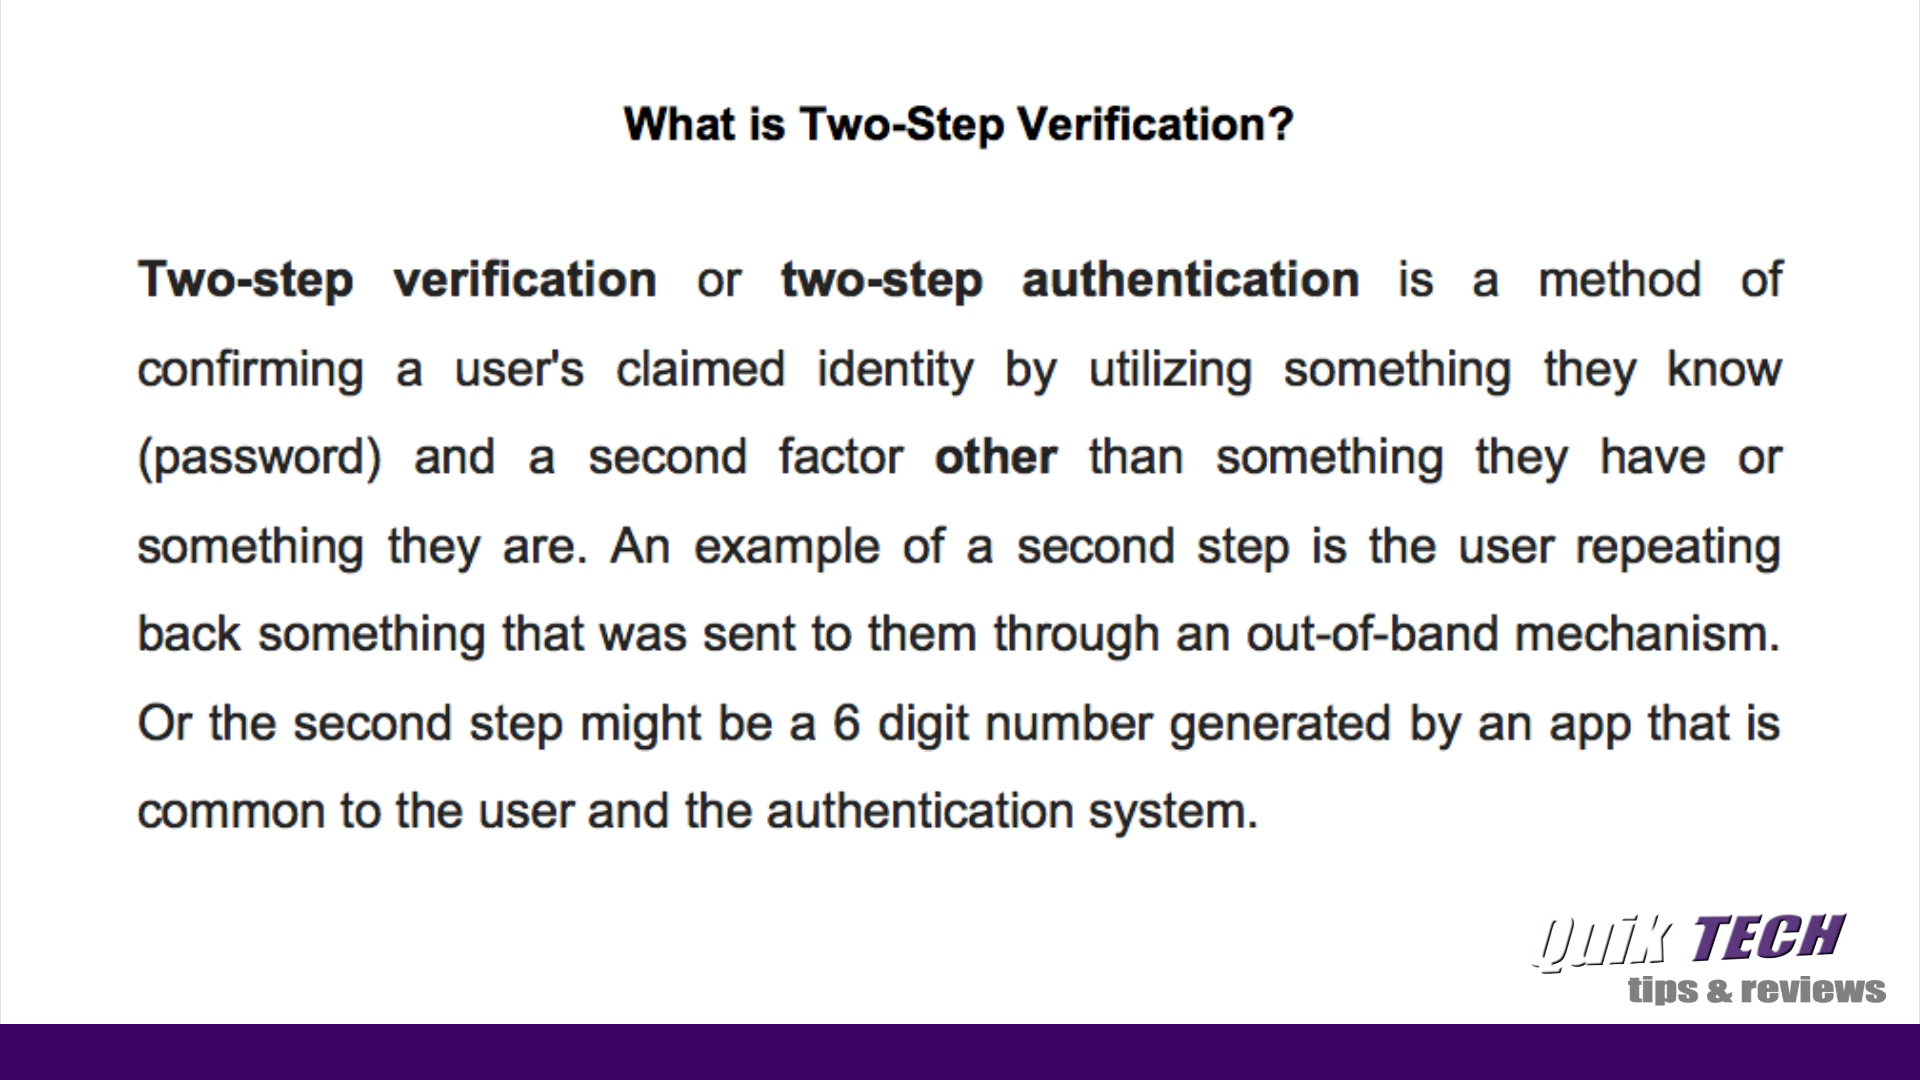 What is Two-Step Verification?
Two-step verification or two-step authentication is a method of
confirming a user's claimed identity by utilizing something they know
(password) and a second factor other than something they have or
something they are. An example of a second step is the user repeating
back something that was sent to them through an out-of-band mechanism.
Or the second step might be a 6 digit number generated by an app that is
common to the user and the authentication system.
Quik TECH
tips & reviews